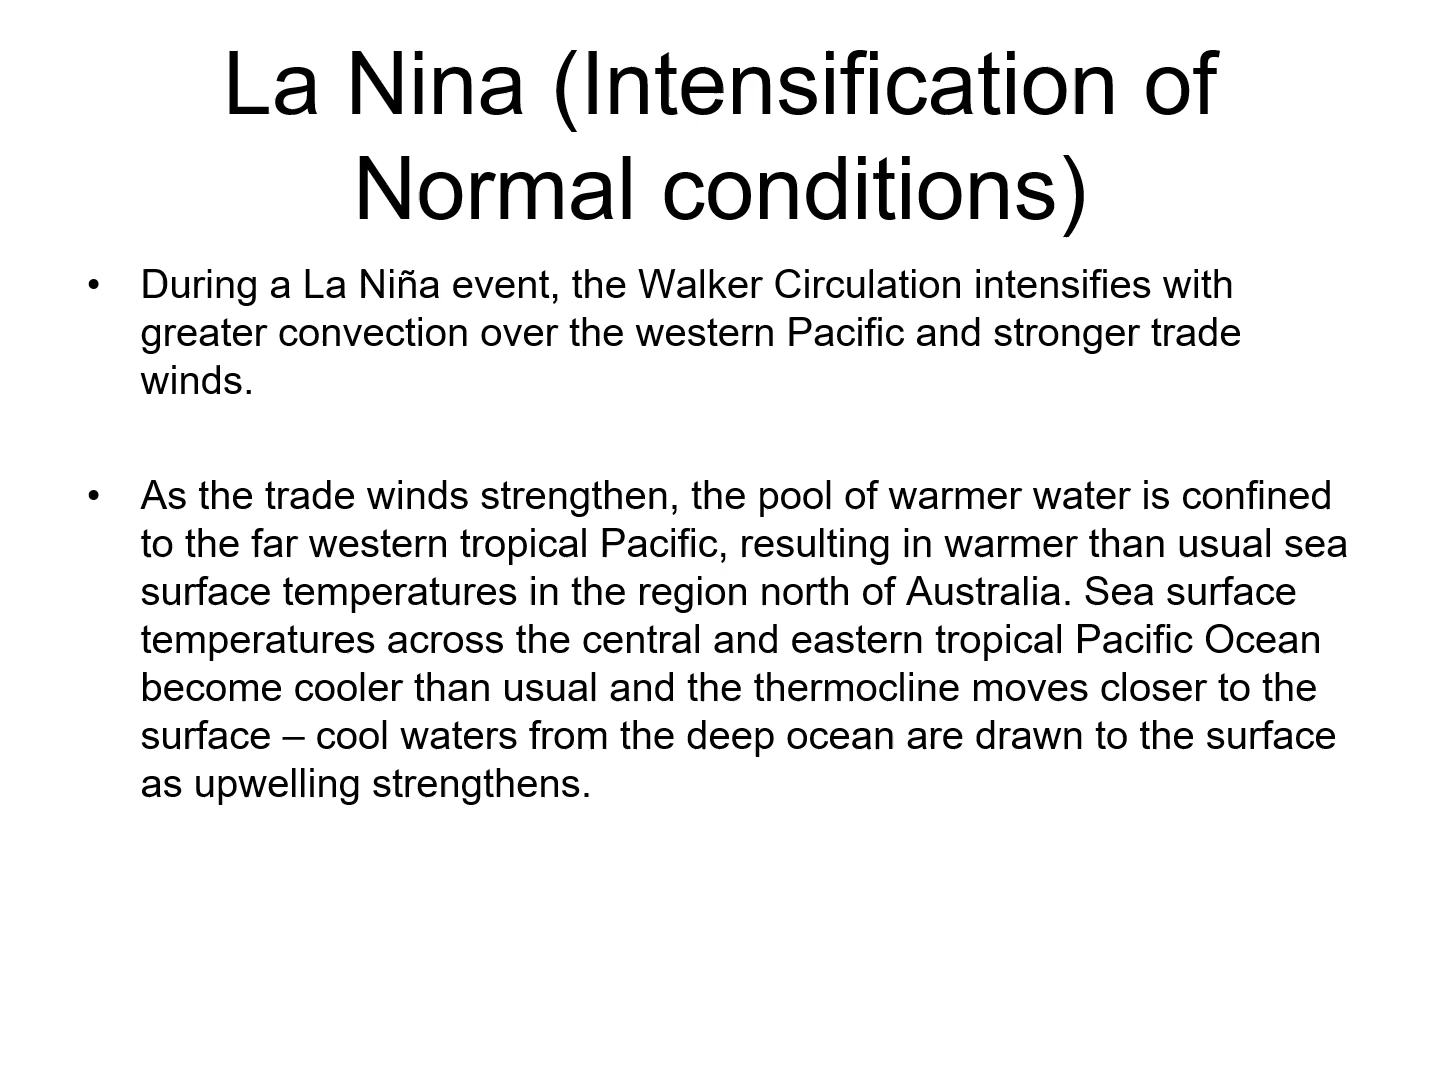 La Nina (Intensification of
Normal conditions)
• During a La Niña event, the Walker Circulation intensifies with
greater convection over the western Pacific and stronger trade
winds.
• As the trade winds strengthen, the pool of warmer water is confined
to the far western tropical Pacific, resulting in warmer than usual sea
surface temperatures in the region north of Australia. Sea surface
temperatures across the central and eastern tropical Pacific Ocean
become cooler than usual and the thermocline moves closer to the
surface – cool waters from the deep ocean are drawn to the surface
as upwelling strengthens.